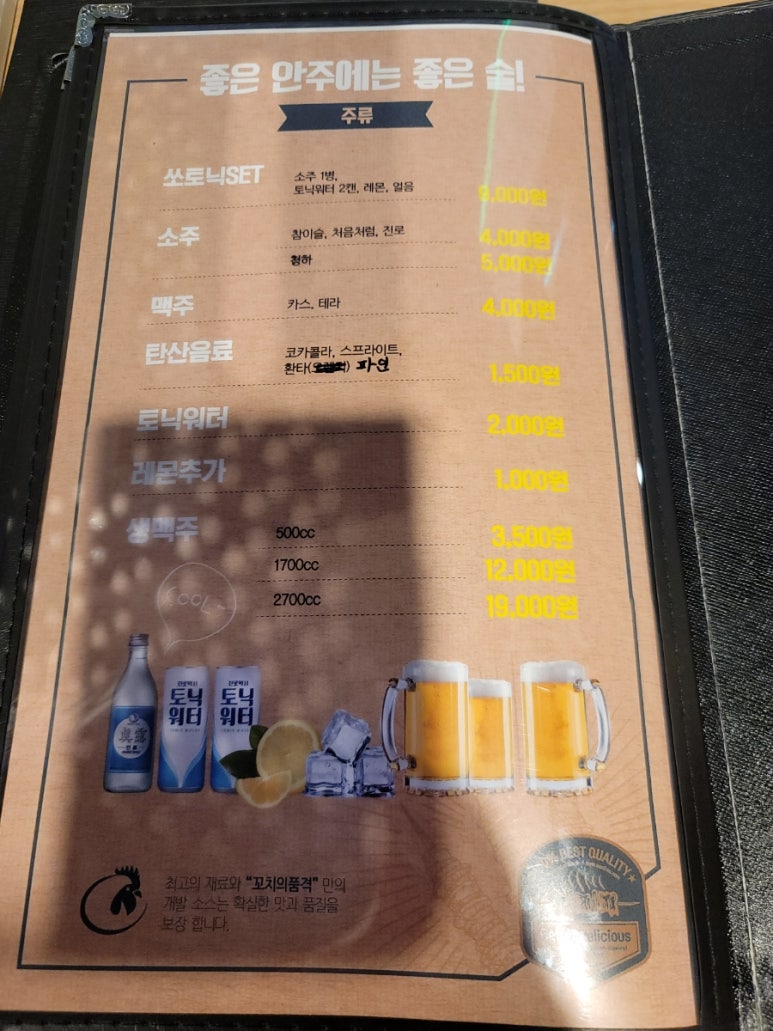 좋은 안주에는 좋은 술!
주류
쏘토닉SET 소주 1병,
토닉워터 2캔, 레몬, 얼음 9,000원
소주 참이슬, 처음처럼, 진로 4,000원
청하 5,000원
맥주 카스, 테라 4,000원
탄산음료 코카콜라, 스프라이트,
환타( ) 파인 1,500원
토닉워터 2,000원
레몬추가 1,000원
생맥주 500cc 3,500원
1700cc 12,000원
2700cc 19,000원
COOL~
토닉
워터
토닉
워터
眞露
BEST QUALITY
최고의 재료와 "꼬치의품격" 만의
개발 소스는 확실한 맛과 품질을
보장 합니다.